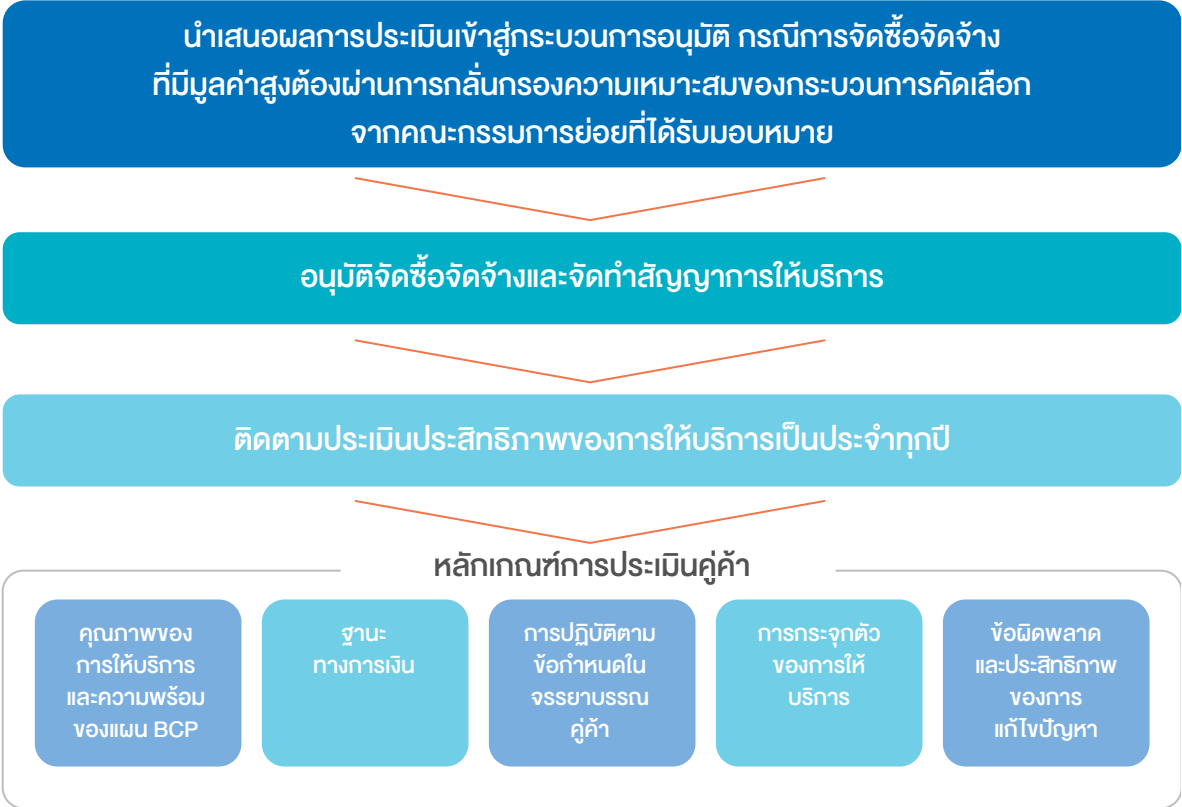 นำเสนอผลการประเมินเข้าสู่กระบวนการอนุมัติ กรณีการจัดซื้อจัดจ้าง
ที่มีมูลค่าสูงต้องผ่านการกลั่นกรองความเหมาะสมของกระบวนการคัดเลือก
จากคณะกรรมการย่อยที่ได้รับมอบหมาย
อนุมัติจัดซื้อจัดจ้างและจัดทำสัญญาการให้บริการ
ติดตามประเมินประสิทธิภาพของการให้บริการเป็นประจำทุกปี
หลักเกณฑ์การประเมินคู่ค้า
คุณภาพของ
การให้บริการ
และความพร้อม
ของแผน BCP
ฐานะ
ทางการเงิน
การปฏิบัติตาม
ข้อกำหนดใน
จรรยาบรรณ
คู่ค้า
การกระจุกตัว
ของการให้
บริการ
ข้อผิดพลาด
และประสิทธิภาพ
ของการ
แก้ไขปัญหา